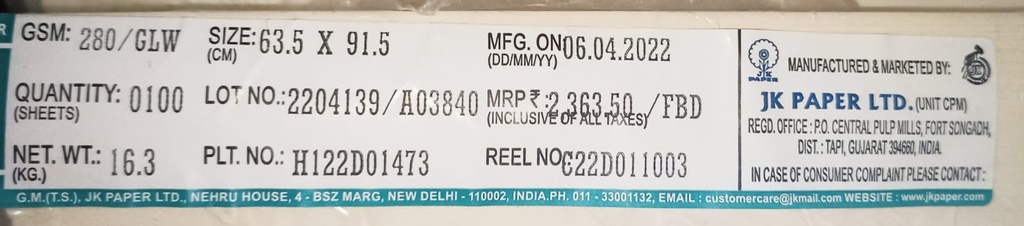 R
GSM: 280/GLW SIZE: 63.5 X 91.5 MFG. ON 06.04.2022
(CM) (DD/MM/YY)
QUANTITY: 0100 LOT NO.: 2204139/A03840 MRP ₹: 2,363.50 /FBD
(SHEETS) (INCLUSIVE OF ALL TAXES)
NET. WT.: 16.3 PLT. NO.: H122D01473 REEL NO. C22D011003
(KG.)
JK
PAPER
MANUFACTURED & MARKETED BY:
JK PAPER LTD. (UNIT CPM)
REGD. OFFICE : P.O. CENTRAL PULP MILLS, FORT SONGADH,
DIST. : TAPI, GUJARAT 394660, INDIA.
IN CASE OF CONSUMER COMPLAINT PLEASE CONTACT :
G.M.(T.S.), JK PAPER LTD., NEHRU HOUSE, 4 - BSZ MARG, NEW DELHI - 110002, INDIA.PH. 011 - 33001132, EMAIL : customercare@jkmail.com WEBSITE : www.jkpaper.com